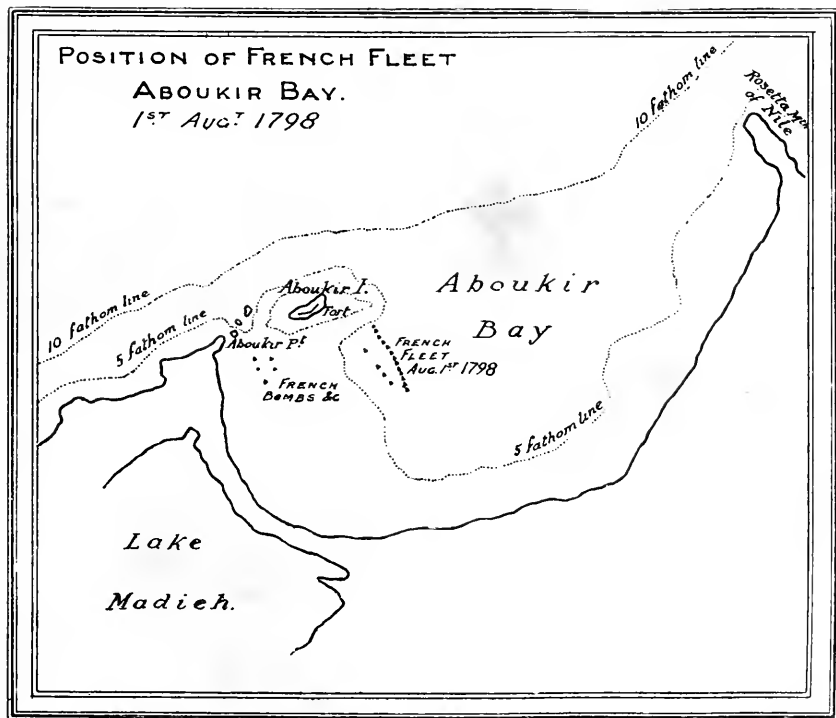 POSITION OF FRENCH FLEET
ABOUKIR BAY.
1ST AUGT 1798
10 fathom line
Rosetta Mth
of Nile
Aboukir I.
Fort
Aboukir
Bay
10 fathom line
5 fathom line
Aboukir Pt
FRENCH
FLEET
AUG. 1ST 1798
FRENCH
BOMBS &C
5 fathom line
Lake
Madieh.